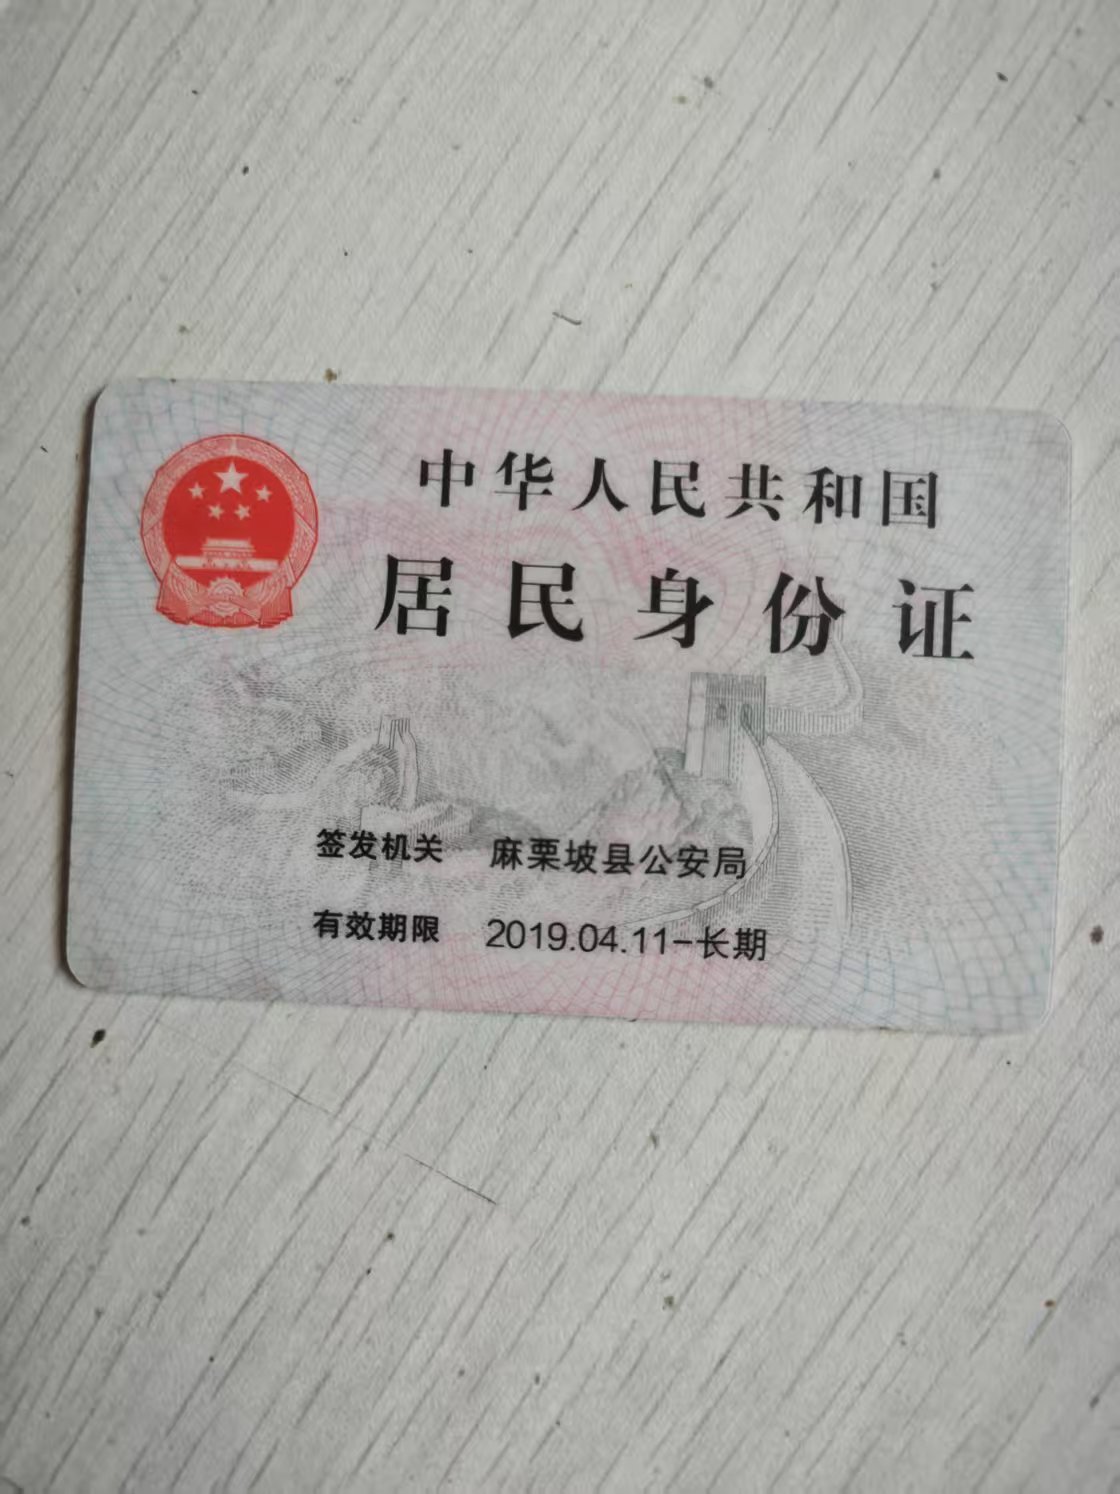 中华人民共和国
居民身份证
签发机关 麻栗坡县公安局
有效期限 2019.04.11-长期